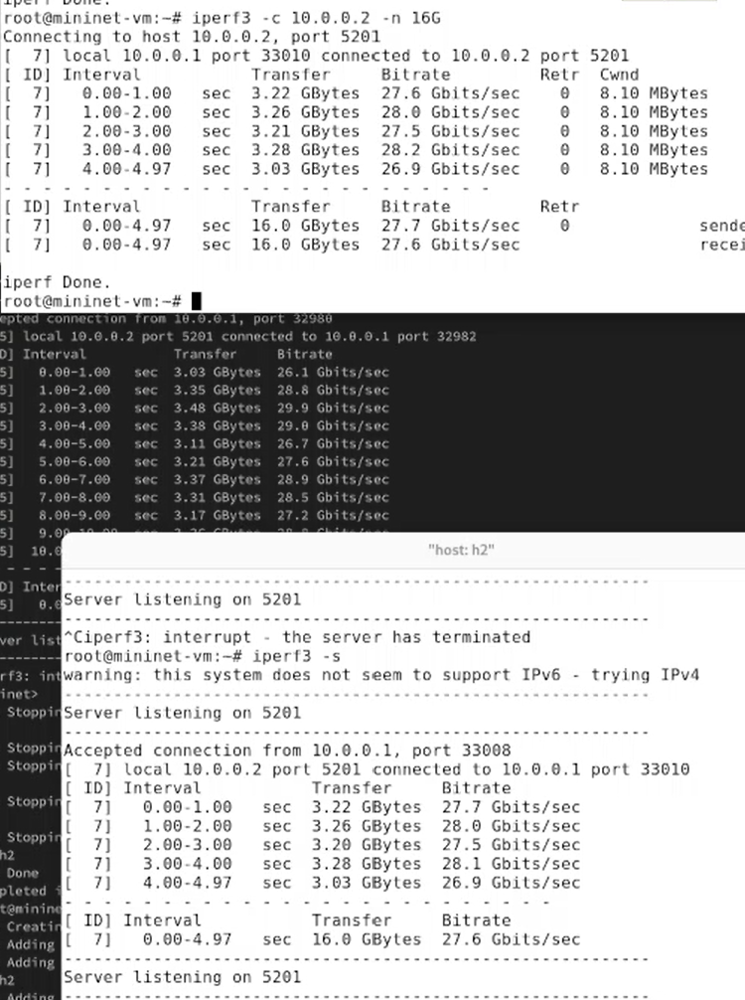 iperf Done.
root@mininet-vm:~# iperf3 -c 10.0.0.2 -n 16G
Connecting to host 10.0.0.2, port 5201
[  7] local 10.0.0.1 port 33010 connected to 10.0.0.2 port 5201
[ ID] Interval           Transfer     Bitrate         Retr  Cwnd
[  7]   0.00-1.00   sec  3.22 GBytes  27.6 Gbits/sec    0   8.10 MBytes
[  7]   1.00-2.00   sec  3.26 GBytes  28.0 Gbits/sec    0   8.10 MBytes
[  7]   2.00-3.00   sec  3.21 GBytes  27.5 Gbits/sec    0   8.10 MBytes
[  7]   3.00-4.00   sec  3.28 GBytes  28.2 Gbits/sec    0   8.10 MBytes
[  7]   4.00-4.97   sec  3.03 GBytes  26.9 Gbits/sec    0   8.10 MBytes
- - - - - - - - - - - - - - - - - - - - - - - - -
[ ID] Interval           Transfer     Bitrate         Retr
[  7]   0.00-4.97   sec  16.0 GBytes  27.7 Gbits/sec    0             sende
[  7]   0.00-4.97   sec  16.0 GBytes  27.6 Gbits/sec                  recei
iperf Done.
root@mininet-vm:~#
epted connection from 10.0.0.1, port 32980
5] local 10.0.0.2 port 5201 connected to 10.0.0.1 port 32982
D] Interval           Transfer     Bitrate
5]   0.00-1.00   sec  3.03 GBytes  26.1 Gbits/sec
5]   1.00-2.00   sec  3.35 GBytes  28.8 Gbits/sec
5]   2.00-3.00   sec  3.48 GBytes  29.9 Gbits/sec
5]   3.00-4.00   sec  3.38 GBytes  29.0 Gbits/sec
5]   4.00-5.00   sec  3.11 GBytes  26.7 Gbits/sec
5]   5.00-6.00   sec  3.21 GBytes  27.6 Gbits/sec
5]   6.00-7.00   sec  3.37 GBytes  28.9 Gbits/sec
5]   7.00-8.00   sec  3.31 GBytes  28.5 Gbits/sec
5]   8.00-9.00   sec  3.17 GBytes  27.2 Gbits/sec
5]   9.00
5]  10.0
D] Inter
5]   0.0
ver list
rf3: int
inet>
Stoppin
Stoppin
Stoppin
Stoppin
Stoppin
h2
Done
pleted
t@minine
Creatin
Adding
Adding
h2
Adding
"host: h2"
-----------------------------------------------------------
Server listening on 5201
-----------------------------------------------------------
^Ciperf3: interrupt - the server has terminated
root@mininet-vm:~# iperf3 -s
warning: this system does not seem to support IPv6 - trying IPv4
-----------------------------------------------------------
Server listening on 5201
-----------------------------------------------------------
Accepted connection from 10.0.0.1, port 33008
[  7] local 10.0.0.2 port 5201 connected to 10.0.0.1 port 33010
[ ID] Interval           Transfer     Bitrate
[  7]   0.00-1.00   sec  3.22 GBytes  27.7 Gbits/sec
[  7]   1.00-2.00   sec  3.26 GBytes  28.0 Gbits/sec
[  7]   2.00-3.00   sec  3.20 GBytes  27.5 Gbits/sec
[  7]   3.00-4.00   sec  3.28 GBytes  28.1 Gbits/sec
[  7]   4.00-4.97   sec  3.03 GBytes  26.9 Gbits/sec
- - - - - - - - - - - - - - - - - - - - - - - - -
[ ID] Interval           Transfer     Bitrate
[  7]   0.00-4.97   sec  16.0 GBytes  27.6 Gbits/sec
-----------------------------------------------------------
Server listening on 5201
-----------------------------------------------------------